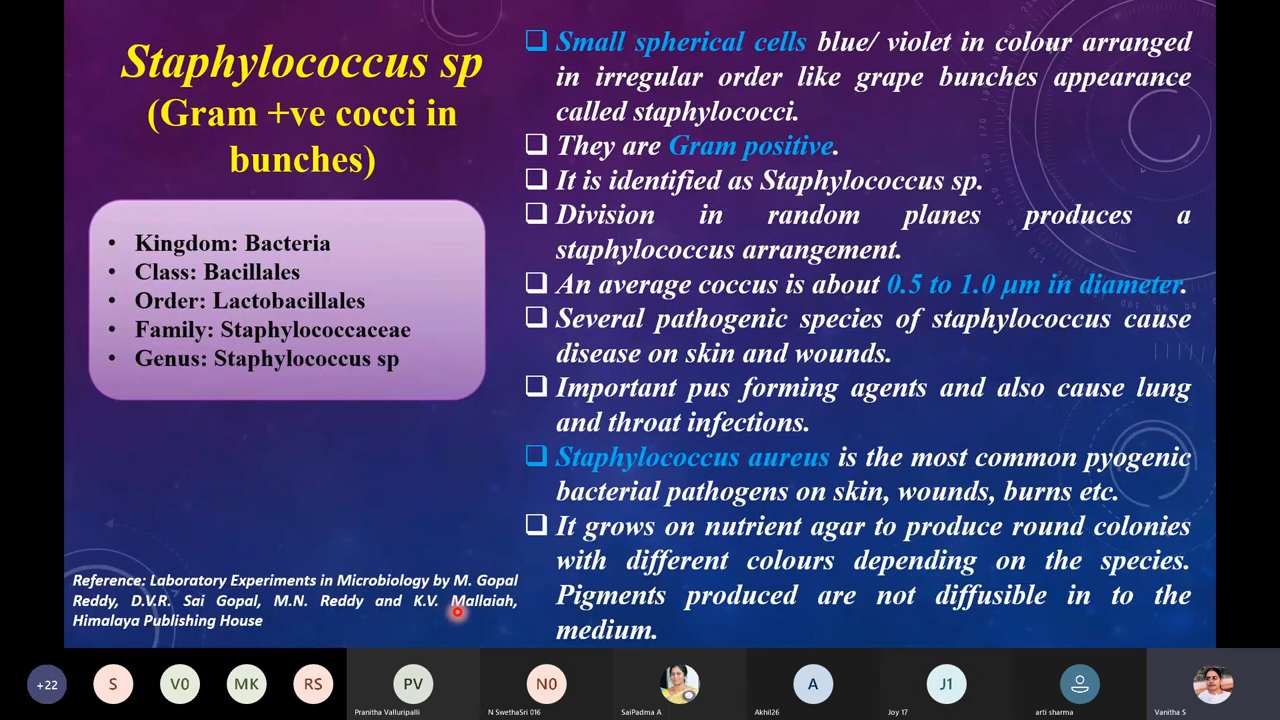 Staphylococcus sp
(Gram +ve cocci in
bunches)
• Kingdom: Bacteria
• Class: Bacillales
• Order: Lactobacillales
• Family: Staphylococcaceae
• Genus: Staphylococcus sp
Reference: Laboratory Experiments in Microbiology by M. Gopal
Reddy, D.V.R. Sai Gopal, M.N. Reddy and K.V. Mallaiah,
Himalaya Publishing House
❑ Small spherical cells blue/ violet in colour arranged
in irregular order like grape bunches appearance
called staphylococci.
❑ They are Gram positive.
❑ It is identified as Staphylococcus sp.
❑ Division in random planes produces a
staphylococcus arrangement.
❑ An average coccus is about 0.5 to 1.0 µm in diameter.
❑ Several pathogenic species of staphylococcus cause
disease on skin and wounds.
❑ Important pus forming agents and also cause lung
and throat infections.
❑ Staphylococcus aureus is the most common pyogenic
bacterial pathogens on skin, wounds, burns etc.
❑ It grows on nutrient agar to produce round colonies
with different colours depending on the species.
Pigments produced are not diffusible in to the
medium.
+22
S
V0
MK
RS
PV
Pranitha Valluripalli
N0
N SwethaSri 016
SaiPadma A
A
Akhil26
J1
Joy 17
arti sharma
Vanitha S